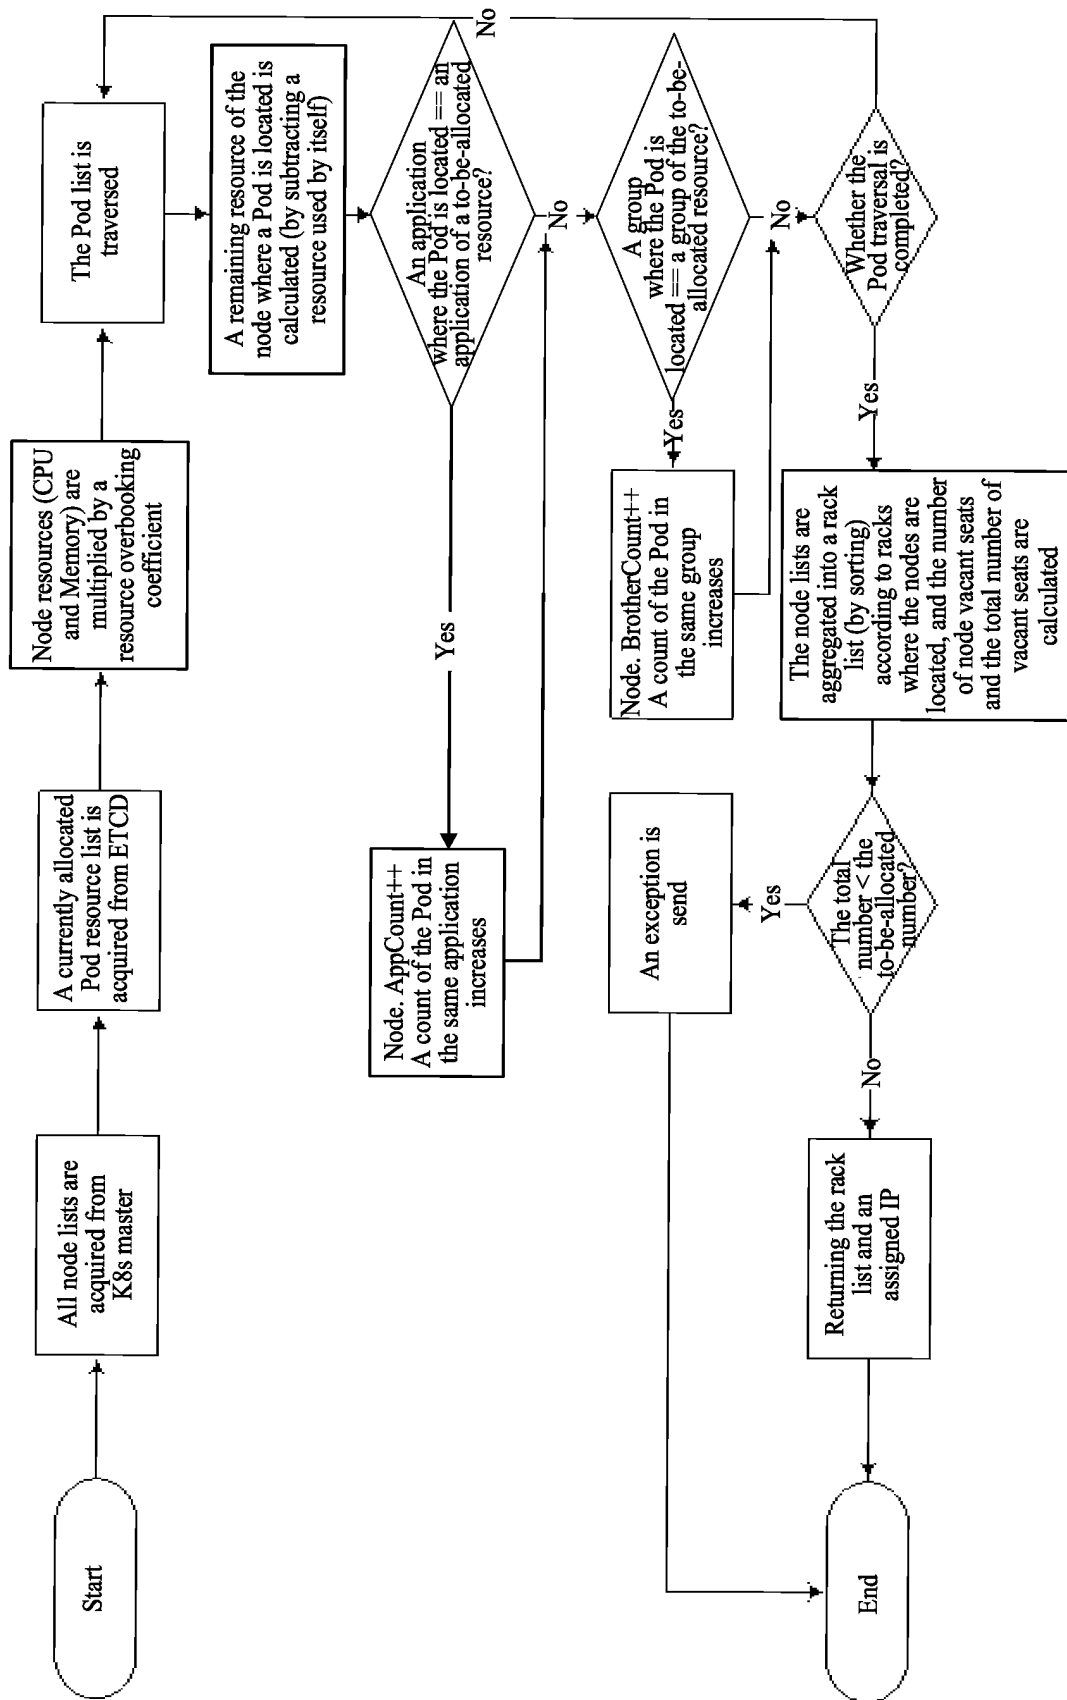 Start
All node lists are
acquired from
K8s master
A currently allocated
Pod resource list is
acquired from ETCD
Node resources (CPU
and Memory) are
multiplied by a
resource overbooking
coefficient
The Pod list is
traversed
A remaining resource of the
node where a Pod is located is
calculated (by subtracting a
resource used by itself)
An application
where the Pod is located == an
application of a to-be-allocated
resource?
Yes
Node. AppCount++
A count of the Pod in
the same application
increases
No
A group
where the Pod is
located == a group of the to-be-
allocated resource?
Yes
Node. BrotherCount++
A count of the Pod in
the same group
increases
No
Whether the
Pod traversal is
completed?
No
Yes
The node lists are
aggregated into a rack
list (by sorting)
according to racks
where the nodes are
located, and the number
of node vacant seats
and the total number of
vacant seats are
calculated
The total
number < the
to-be-allocated
number?
Yes
An exception is
send
No
Returning the rack
list and an
assigned IP
End